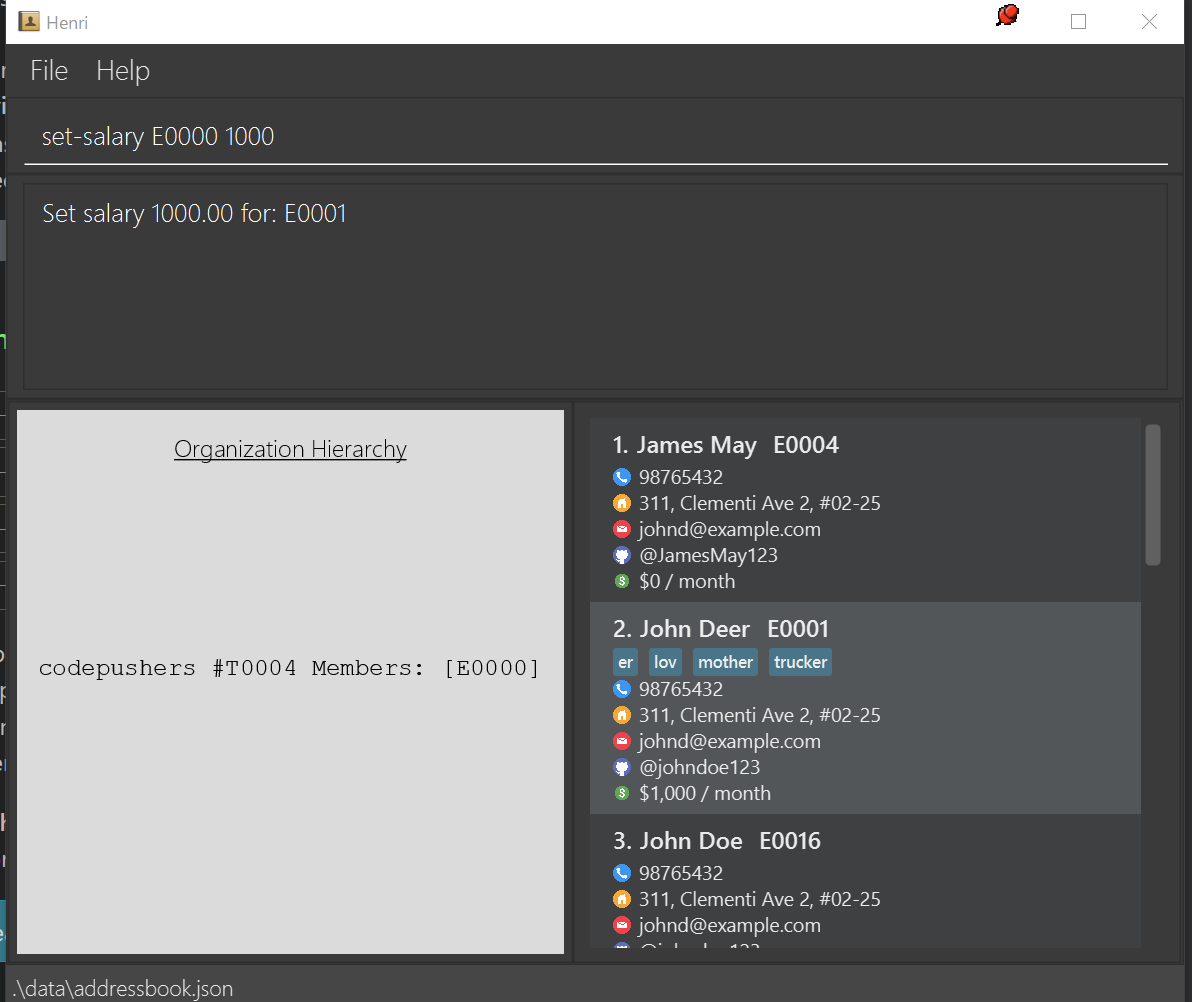 Henri
File Help
set-salary E0000 1000
Set salary 1000.00 for: E0001
Organization Hierarchy
codepushers #T0004 Members: [E0000]
1. James May E0004
98765432
311, Clementi Ave 2, #02-25
johnd@example.com
@JamesMay123
$0 / month
2. John Deer E0001
er lov mother trucker
98765432
311, Clementi Ave 2, #02-25
johnd@example.com
@johndoe123
$1,000 / month
3. John Doe E0016
98765432
311, Clementi Ave 2, #02-25
johnd@example.com
.\data\addressbook.json